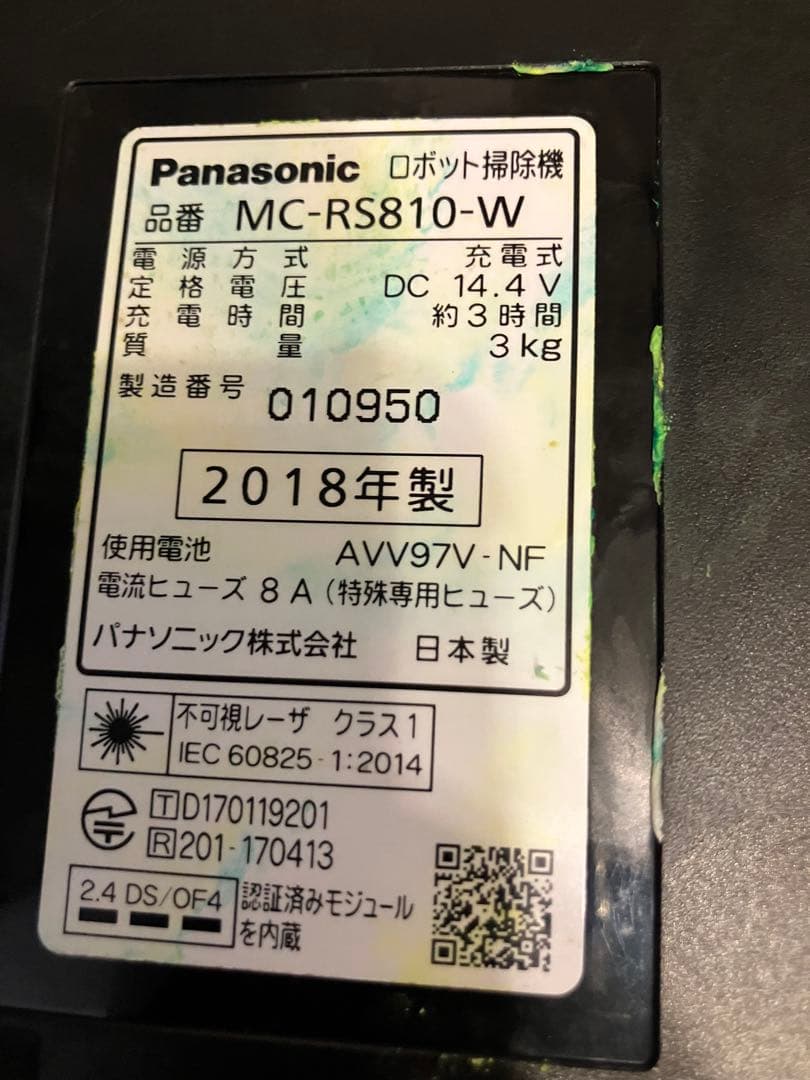 Panasonic ロボット掃除機
品番 MC-RS810-W
電源方式 充電式
定格電圧 DC 14.4 V
充電時間 約3時間
質量 3kg
製造番号 010950
2018年製
使用電池 AVV97V-NF
電流ヒューズ 8 A (特殊専用ヒューズ)
パナソニック株式会社 日本製
不可視レーザ クラス1
IEC 60825-1:2014
T D170119201
R 201-170413
2.4 DS/OF4 認証済みモジュール
を内蔵